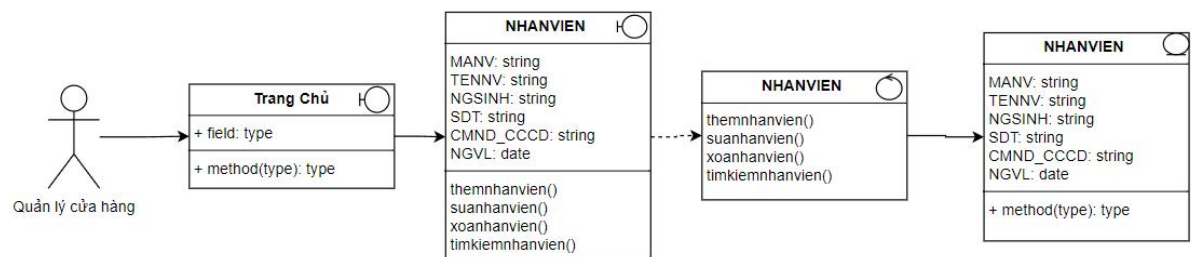 Quản lý cửa hàng
Trang Chủ
+ field: type
+ method(type): type
NHANVIEN
MANV: string
TENNV: string
NGSINH: string
SDT: string
CMND_CCCD: string
NGVL: date
themnhanvien()
suanhanvien()
xoanhanvien()
timkiemnhanvien()
NHANVIEN
themnhanvien()
suanhanvien()
xoanhanvien()
timkiemnhanvien()
NHANVIEN
MANV: string
TENNV: string
NGSINH: string
SDT: string
CMND_CCCD: string
NGVL: date
+ method(type): type